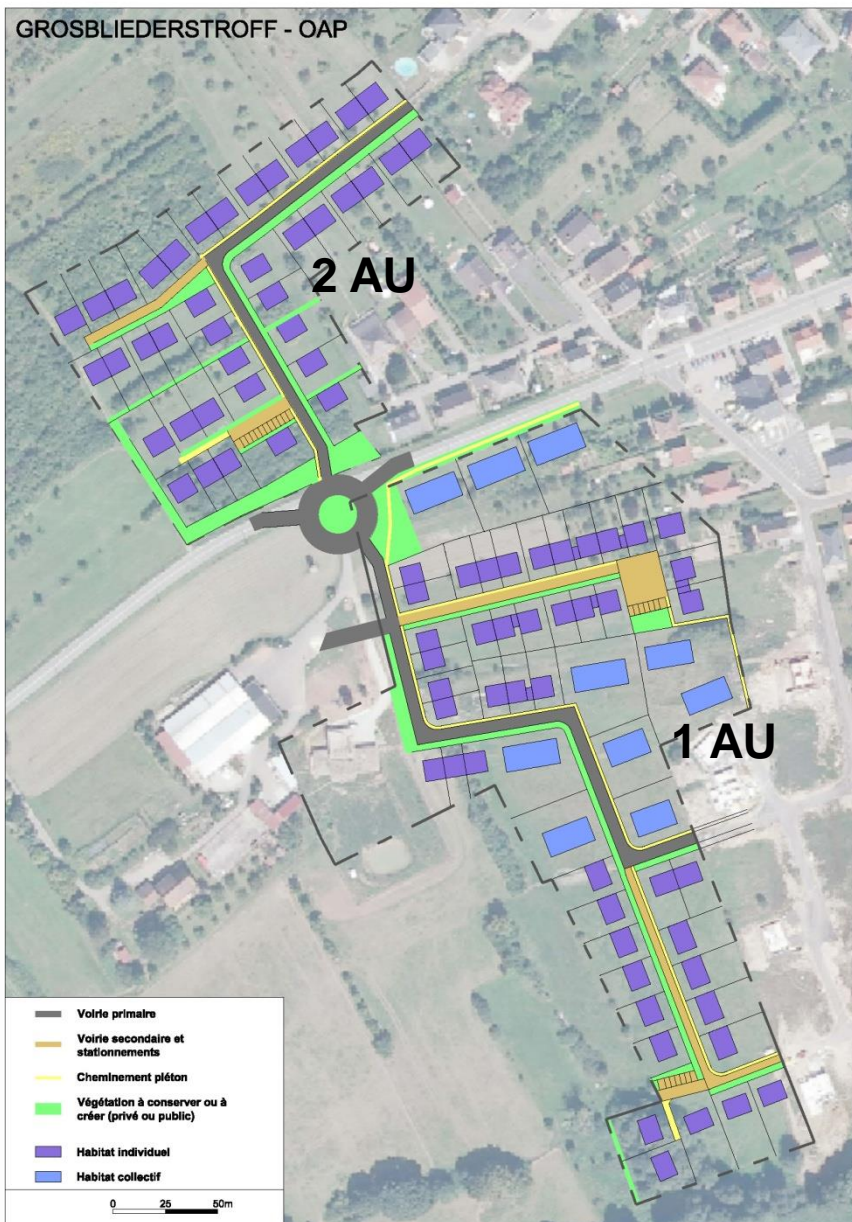 GROSBLIEDERSTROFF - OAP
2 AU
1 AU
Voirie primaire
Voirie secondaire et
stationnements
Cheminement piéton
Végétation à conserver ou à
créer (privé ou public)
Habitat individuel
Habitat collectif
0 25 50m